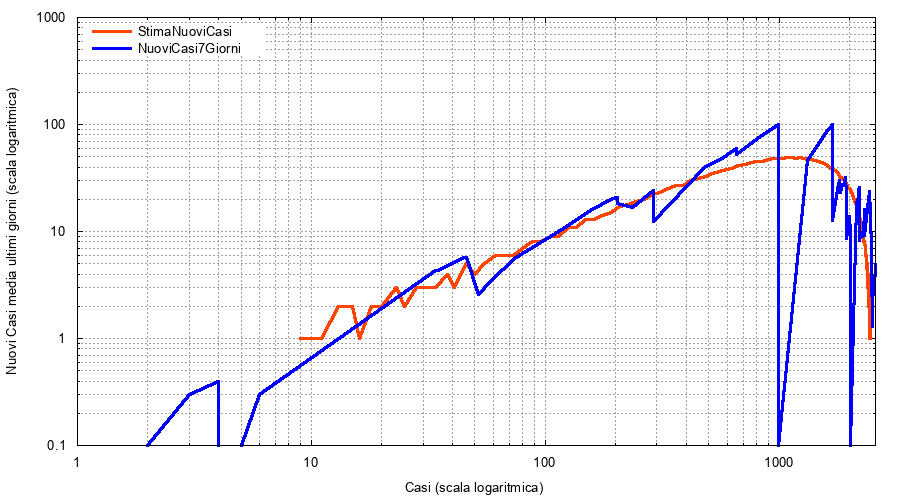 StimaNuoviCasi
NuoviCasi7Giorni
Nuovi Casi media ultimi giorni (scala logaritmica)
1000
100
10
1
0.1
1
10
100
1000
Casi (scala logaritmica)